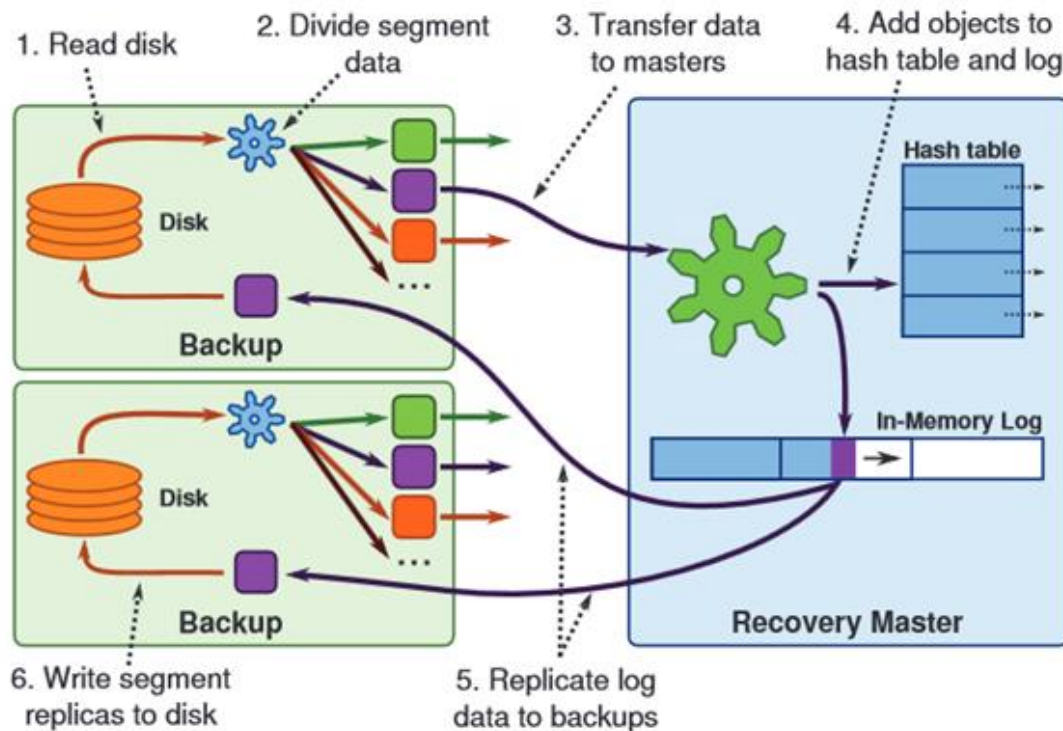 1. Read disk
2. Divide segment
data
3. Transfer data
to masters
4. Add objects to
hash table and log
Hash table
Disk
...
Backup
In-Memory Log
Disk
...
Backup
Recovery Master
6. Write segment
replicas to disk
5. Replicate log
data to backups